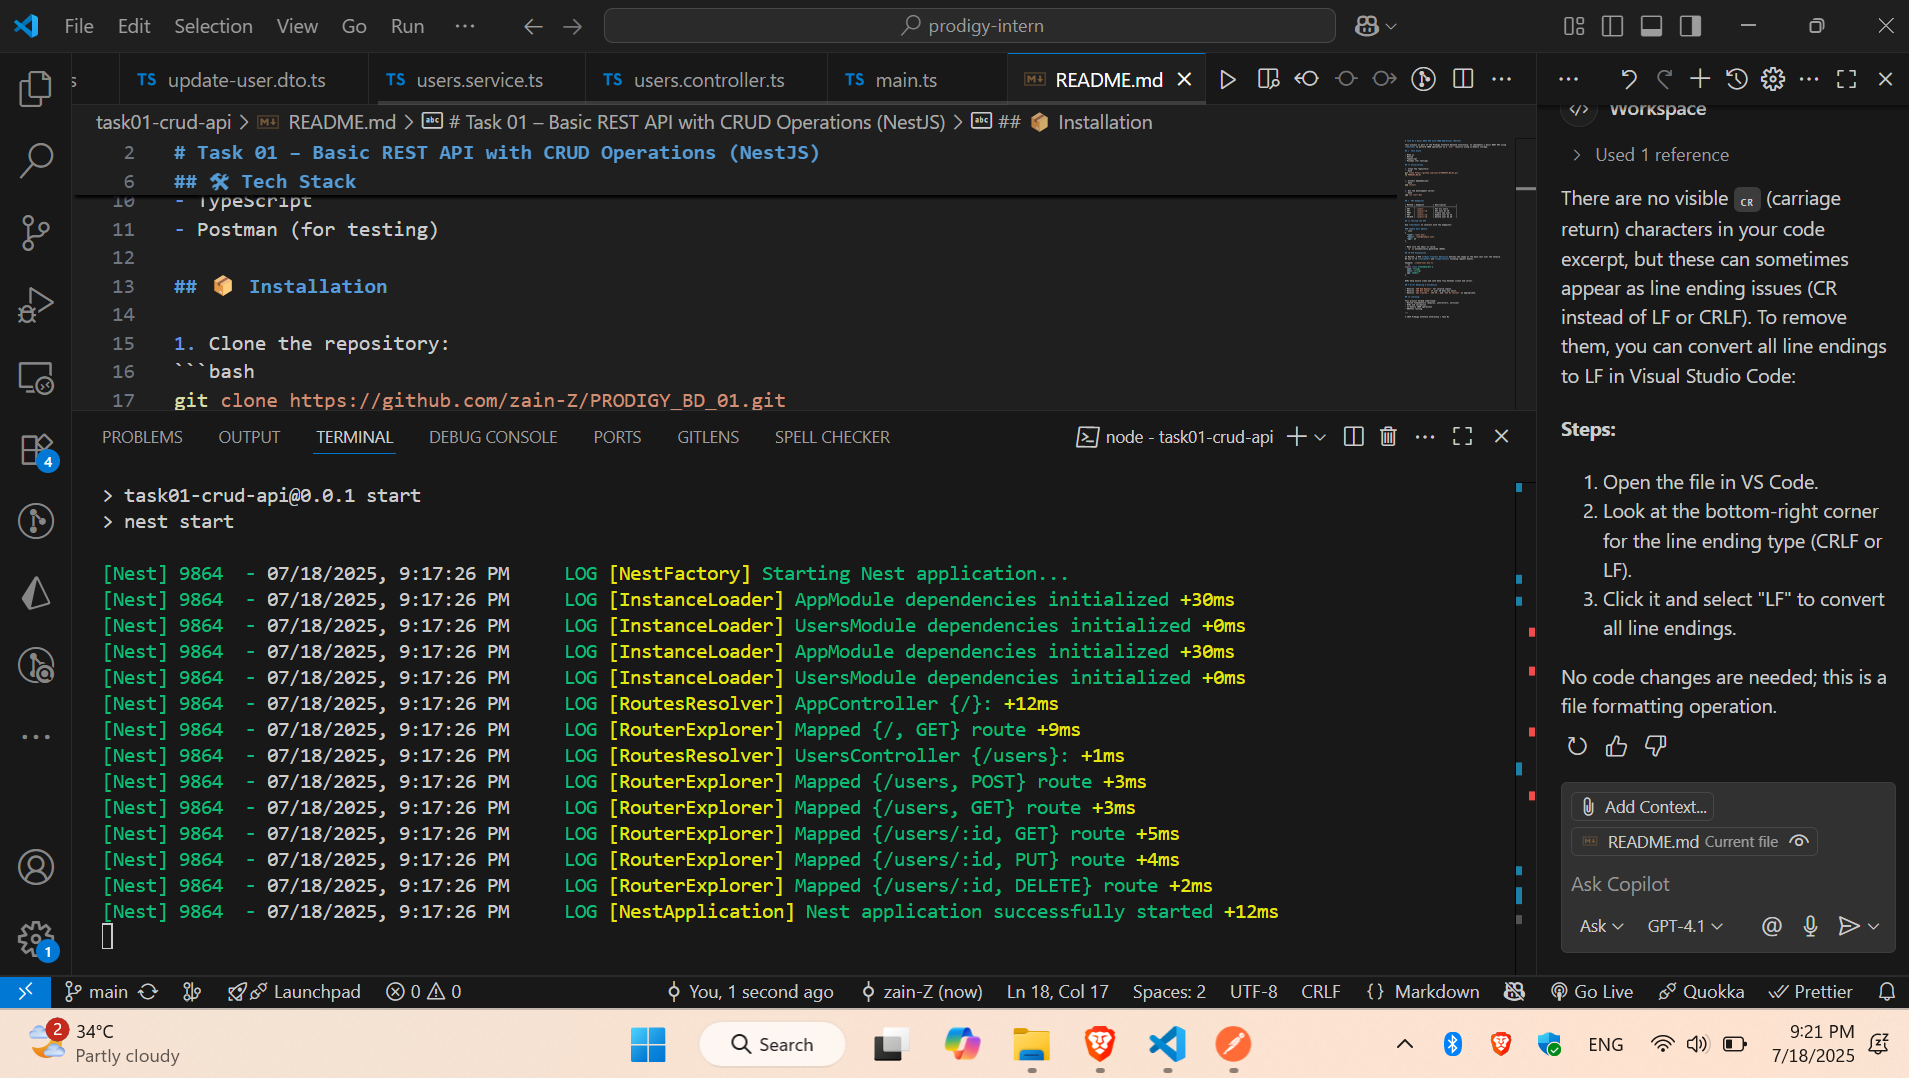 File Edit Selection View Go Run ··· prodigy-intern
TS update-user.dto.ts TS users.service.ts TS users.controller.ts TS main.ts README.md
task01-crud-api > README.md > # Task 01 – Basic REST API with CRUD Operations (NestJS) > ## 📦 Installation
2 # Task 01 – Basic REST API with CRUD Operations (NestJS)
6 ## 🛠 Tech Stack
10 - TypeScript
11 - Postman (for testing)
12
13 ## 📦 Installation
14
15 1. Clone the repository:
16 ```bash
17 git clone https://github.com/zain-Z/PRODIGY_BD_01.git
PROBLEMS OUTPUT TERMINAL DEBUG CONSOLE PORTS GITLENS SPELL CHECKER node - task01-crud-api
> task01-crud-api@0.0.1 start
> nest start
[Nest] 9864 - 07/18/2025, 9:17:26 PM LOG [NestFactory] Starting Nest application...
[Nest] 9864 - 07/18/2025, 9:17:26 PM LOG [InstanceLoader] AppModule dependencies initialized +30ms
[Nest] 9864 - 07/18/2025, 9:17:26 PM LOG [InstanceLoader] UsersModule dependencies initialized +0ms
[Nest] 9864 - 07/18/2025, 9:17:26 PM LOG [InstanceLoader] AppModule dependencies initialized +30ms
[Nest] 9864 - 07/18/2025, 9:17:26 PM LOG [InstanceLoader] UsersModule dependencies initialized +0ms
[Nest] 9864 - 07/18/2025, 9:17:26 PM LOG [RoutesResolver] AppController {/}: +12ms
[Nest] 9864 - 07/18/2025, 9:17:26 PM LOG [RouterExplorer] Mapped {/, GET} route +9ms
[Nest] 9864 - 07/18/2025, 9:17:26 PM LOG [RoutesResolver] UsersController {/users}: +1ms
[Nest] 9864 - 07/18/2025, 9:17:26 PM LOG [RouterExplorer] Mapped {/users, POST} route +3ms
[Nest] 9864 - 07/18/2025, 9:17:26 PM LOG [RouterExplorer] Mapped {/users, GET} route +3ms
[Nest] 9864 - 07/18/2025, 9:17:26 PM LOG [RouterExplorer] Mapped {/users/:id, GET} route +5ms
[Nest] 9864 - 07/18/2025, 9:17:26 PM LOG [RouterExplorer] Mapped {/users/:id, PUT} route +4ms
[Nest] 9864 - 07/18/2025, 9:17:26 PM LOG [RouterExplorer] Mapped {/users/:id, DELETE} route +2ms
[Nest] 9864 - 07/18/2025, 9:17:26 PM LOG [NestApplication] Nest application successfully started +12ms
Workspace
> Used 1 reference
There are no visible CR (carriage
return) characters in your code
excerpt, but these can sometimes
appear as line ending issues (CR
instead of LF or CRLF). To remove
them, you can convert all line endings
to LF in Visual Studio Code:
Steps:
1. Open the file in VS Code.
2. Look at the bottom-right corner
for the line ending type (CRLF or
LF).
3. Click it and select "LF" to convert
all line endings.
No code changes are needed; this is a
file formatting operation.
Add Context...
README.md Current file
Ask Copilot
Ask GPT-4.1
4
1
main Launchpad 0 0 You, 1 second ago zain-Z (now) Ln 18, Col 17 Spaces: 2 UTF-8 CRLF {} Markdown Go Live Quokka Prettier
2 34°C
Partly cloudy
Search
ENG
9:21 PM
7/18/2025